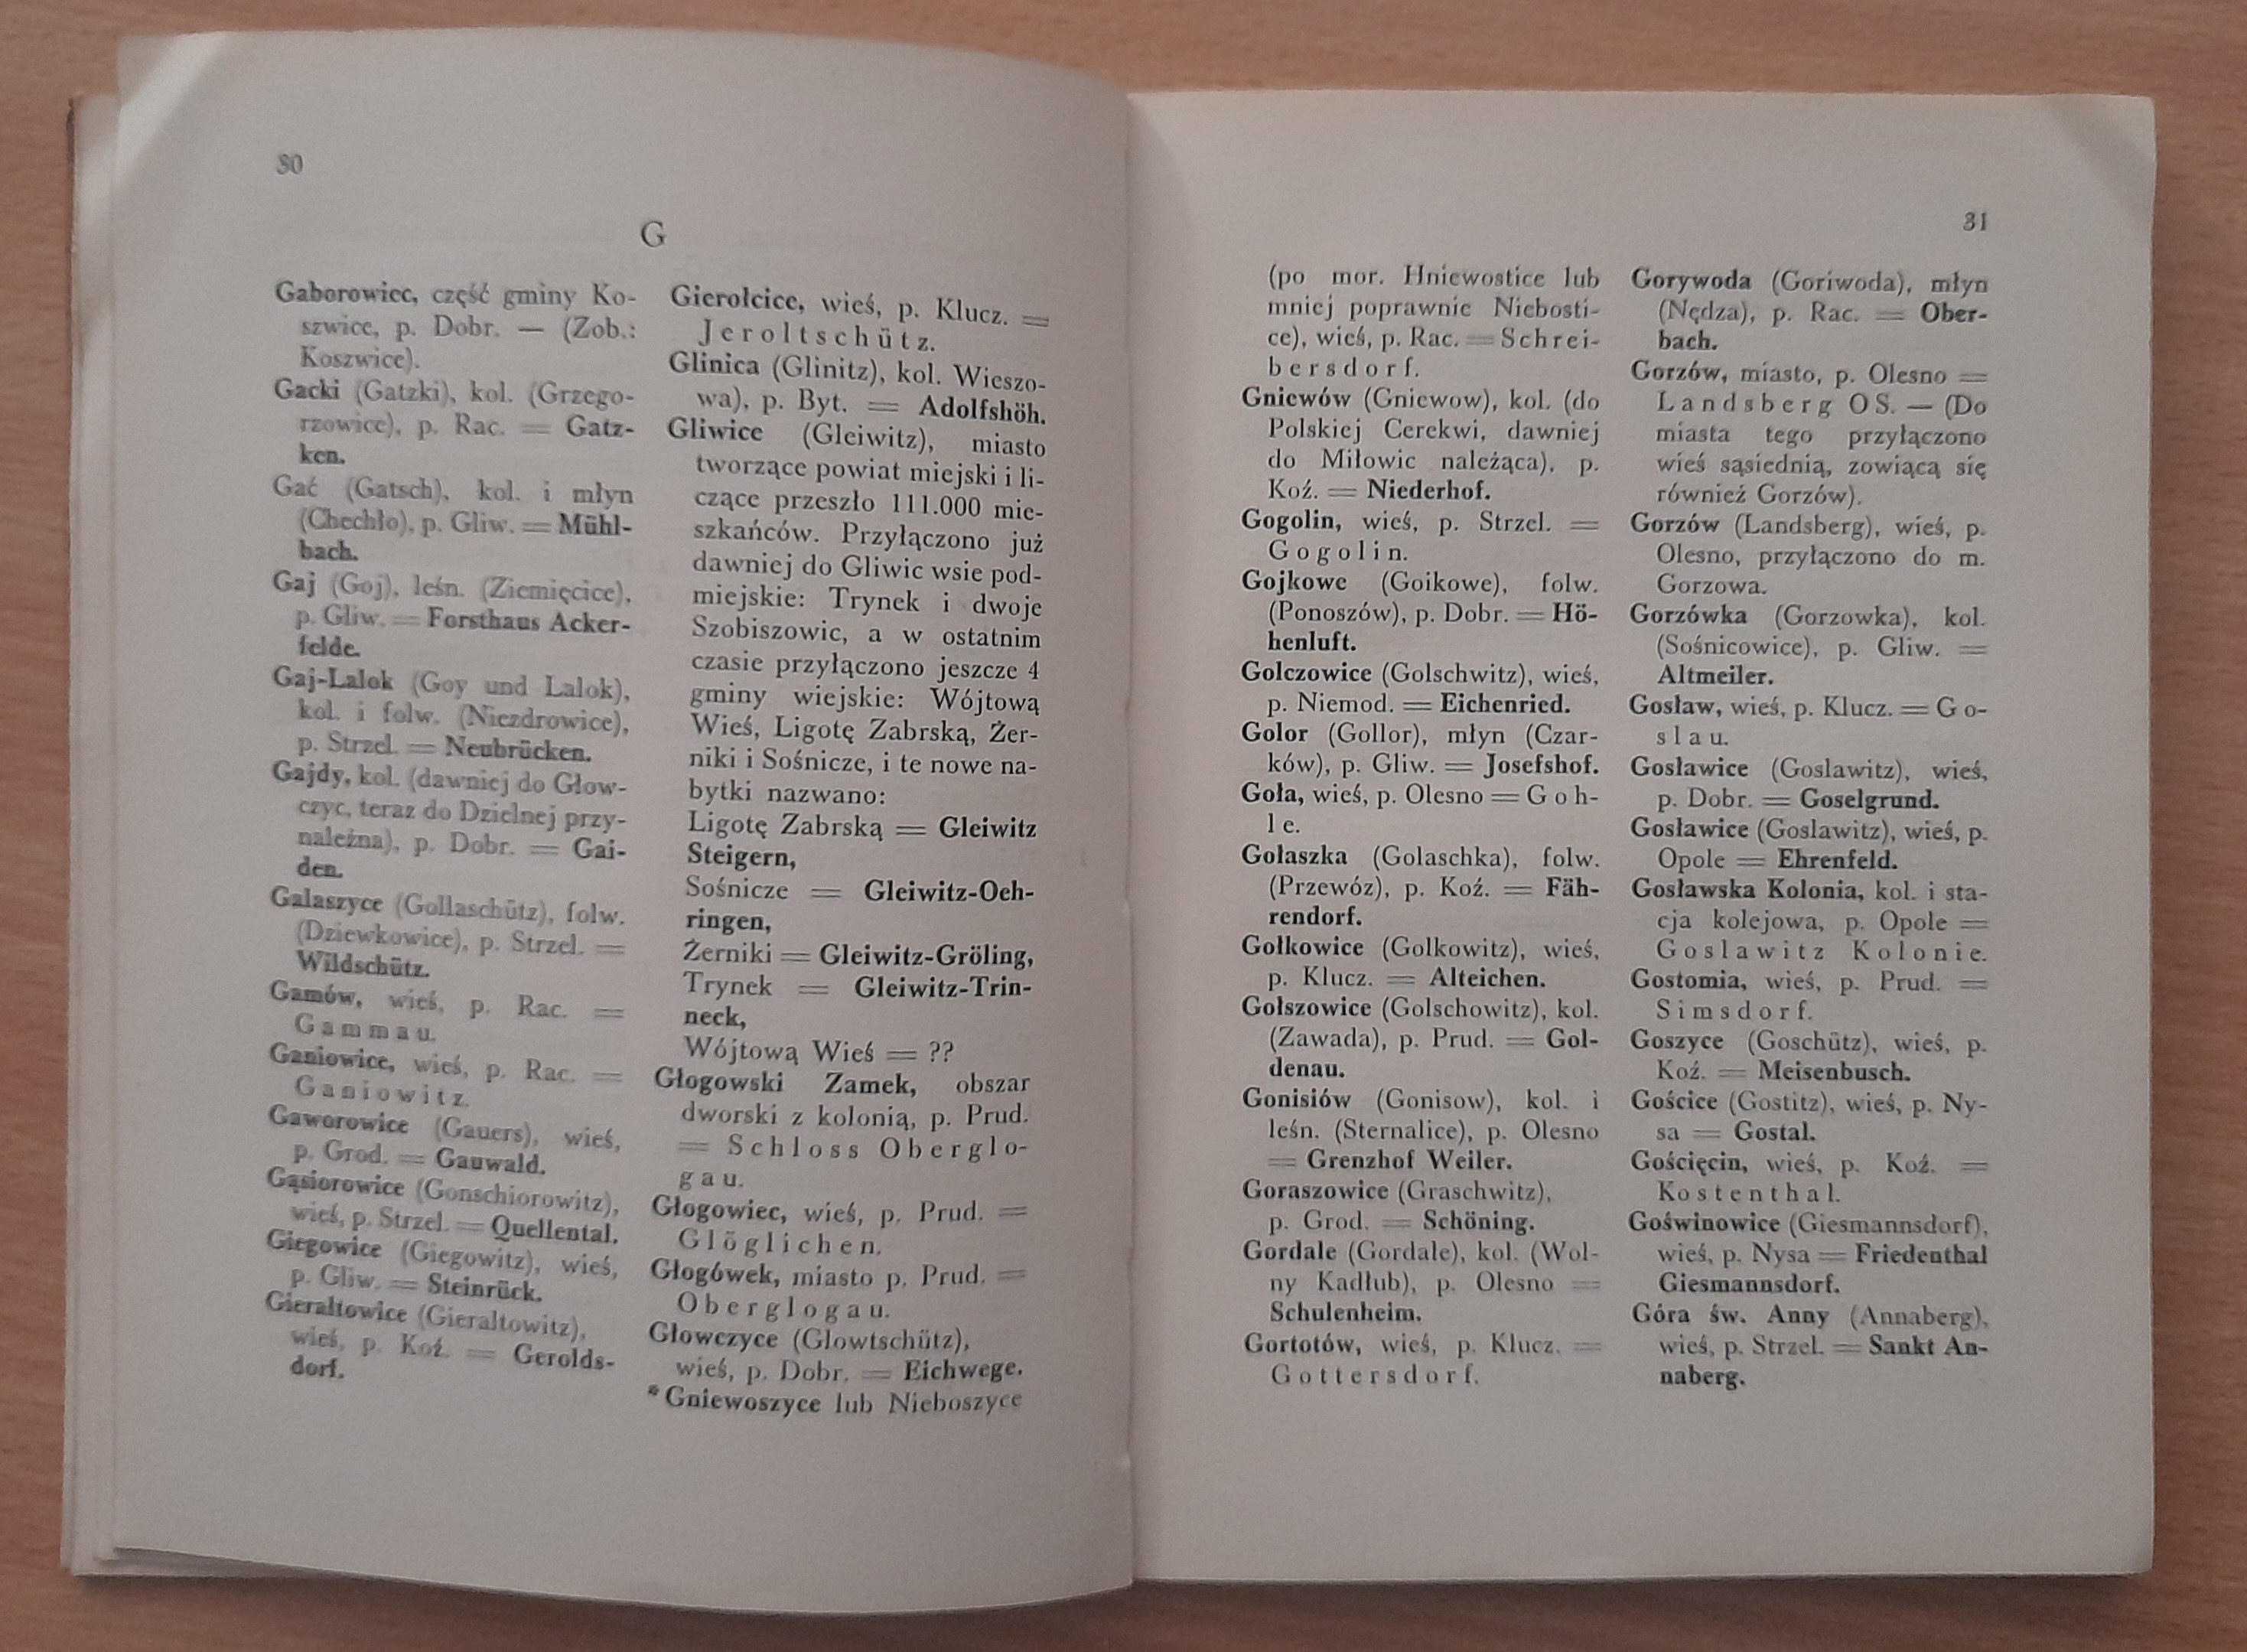 30
G
Gaborowiec, część gminy Ko-
szwice, p. Dobr. — (Zob.:
Koszwice).
Gacki (Gatzki), kol. (Grzego-
rzowice), p. Rac. = Gatz-
ken.
Gać (Gatsch), kol. i młyn
(Chechło), p. Gliw. = Mühl-
bach.
Gaj (Goj), leśn. (Ziemięcice),
p. Gliw. = Forsthaus Acker-
felde.
Gaj-Lalok (Goy und Lalok),
kol. i folw. (Niezdrowice),
p. Strzel. = Neubrücken.
Gajdy, kol. (dawniej do Głow-
czyc, teraz do Dzielnej przy-
należna), p. Dobr. = Gai-
den.
Galaszyce (Gollaschütz), folw.
(Dziewkowice), p. Strzel. =
Wildschütz.
Gamów, wieś, p. Rac. =
Gammau.
Ganiowice, wieś, p. Rac. =
Ganiowitz.
Gaworowice (Gauers), wieś,
p. Grod. = Gauwald.
Gąsiorowice (Gonschiorowitz),
wieś, p. Strzel. = Quellental.
Giegowice (Giegowitz), wieś,
p. Gliw. = Steinrück.
Gierałtowice (Gieraltowitz),
wieś, p. Koź. = Gerolds-
dorf.
Gierołcice, wieś, p. Klucz. =
Jeroltschütz.
Glinica (Glinitz), kol. Wieszo-
wa), p. Byt. = Adolfshöh.
Gliwice (Gleiwitz), miasto
tworzące powiat miejski i li-
czące przeszło 111.000 mie-
szkańców. Przyłączono już
dawniej do Gliwic wsie pod-
miejskie: Trynek i dwoje
Szobiszowic, a w ostatnim
czasie przyłączono jeszcze 4
gminy wiejskie: Wójtową
Wieś, Ligotę Zabrską, Żer-
niki i Sośnicze, i te nowe na-
bytki nazwano:
Ligotę Zabrską = Gleiwitz
Steigern,
Sośnicze = Gleiwitz-Oeh-
ringen,
Żerniki = Gleiwitz-Gröling,
Trynek = Gleiwitz-Trin-
neck,
Wójtową Wieś = ??
Głogowski Zamek, obszar
dworski z kolonią, p. Prud.
= Schloss Oberglo-
gau.
Głogowiec, wieś, p. Prud. =
Glöglichen.
Głogówek, miasto p. Prud. =
Oberglogau.
Głowczyce (Glowtschütz),
wieś, p. Dobr. = Eichwege.
*Gniewoszyce lub Nieboszyce
31
(po mor. Hniewostice lub
mniej poprawnie Niebosti-
ce), wieś, p. Rac. = Schrei-
bersdorf.
Gniewów (Gniewow), kol. (do
Polskiej Cerekwi, dawniej
do Miłowic należąca), p.
Koź. = Niederhof.
Gogolin, wieś, p. Strzel. =
Gogolin.
Gojkowe (Goikowe), folw.
(Ponoszów), p. Dobr. = Hö-
henluft.
Golczowice (Golschwitz), wieś,
p. Niemod. = Eichenried.
Golor (Gollor), młyn (Czar-
ków), p. Gliw. = Josefshof.
Goła, wieś, p. Olesno = Goh-
le.
Gołaszka (Golaschka), folw.
(Przewóz), p. Koź. = Fäh-
rendorf.
Gołkowice (Golkowitz), wieś,
p. Klucz. = Alteichen.
Gołszowice (Golschowitz), kol.
(Zawada), p. Prud. = Gol-
denau.
Gonisiów (Gonisow), kol. i
leśn. (Sternalice), p. Olesno
= Grenzhof Weiler.
Goraszowice (Graschwitz),
p. Grod. = Schöning.
Gordale (Gordale), kol. (Wol-
ny Kadłub), p. Olesno =
Schulenheim.
Gortotów, wieś, p. Klucz. =
Gottersdorf.
Gorywoda (Goriwoda), młyn
(Nędza), p. Rac. = Ober-
bach.
Gorzów, miasto, p. Olesno =
Landsberg OS. — (Do
miasta tego przyłączono
wieś sąsiednią, zowiącą się
również Gorzów).
Gorzów (Landsberg), wieś, p.
Olesno, przyłączono do m.
Gorzowa.
Gorzówka (Gorzowka), kol.
(Sośnicowice), p. Gliw. =
Altmeiler.
Gosław, wieś, p. Klucz. = Go-
slau.
Gosławice (Goslawitz), wieś,
p. Dobr. = Goselgrund.
Gosławice (Goslawitz), wieś, p.
Opole = Ehrenfeld.
Gosławska Kolonia, kol. i sta-
cja kolejowa, p. Opole =
Goslawitz Kolonie.
Gostomia, wieś, p. Prud. =
Simsdorf.
Goszyce (Goschütz), wieś, p.
Koź. = Meisenbusch.
Gościce (Gostitz), wieś, p. Ny-
sa = Gostal.
Gościęcin, wieś, p. Koź. =
Kostenthal.
Goświnowice (Giesmannsdorf),
wieś, p. Nysa = Friedenthal
Giesmannsdorf.
Góra św. Anny (Annaberg),
wieś, p. Strzel. = Sankt An-
naberg.